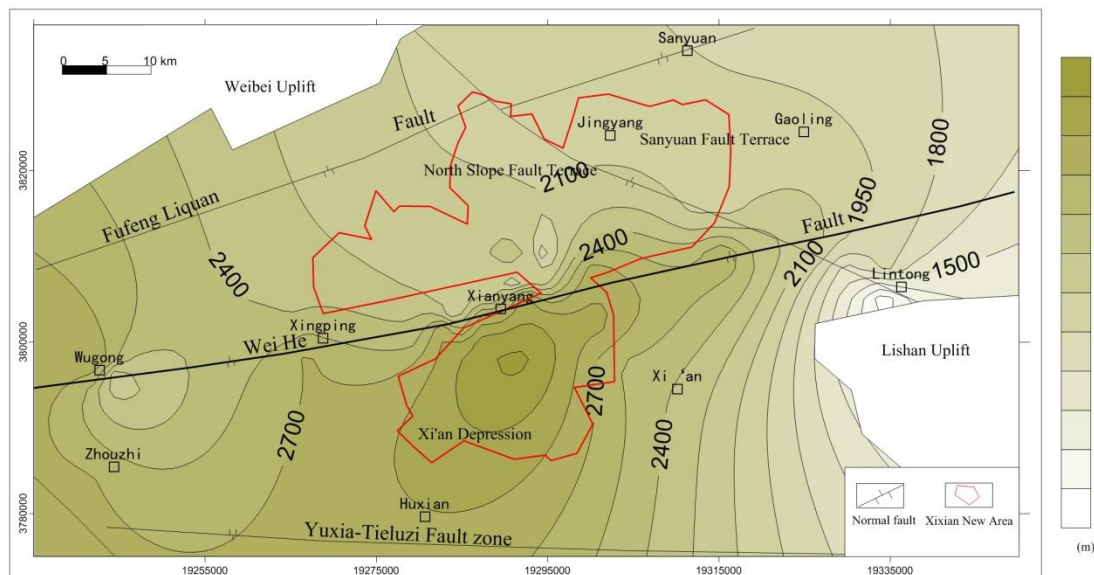 Sanyuan
0 5 10 km
Weibei Uplift
Fault
Jingyang
Gaoling
Sanyuan Fault Terrace
1800
North Slope Fault Terrace
2100
3820000
1950
Fufeng Liquan
Fault
2400
2100
2400
Lintong
1500
Xianyang
Xingping
3800000
Wei He
Wugong
Lishan Uplift
Xi 'an
2700
2700
2400
Xi'an Depression
Zhouzhi
Huxian
3780000
Yuxia-Tieluzi Fault zone
Normal fault
Xixian New Area
(m)
19255000 19275000 19295000 19315000 19335000